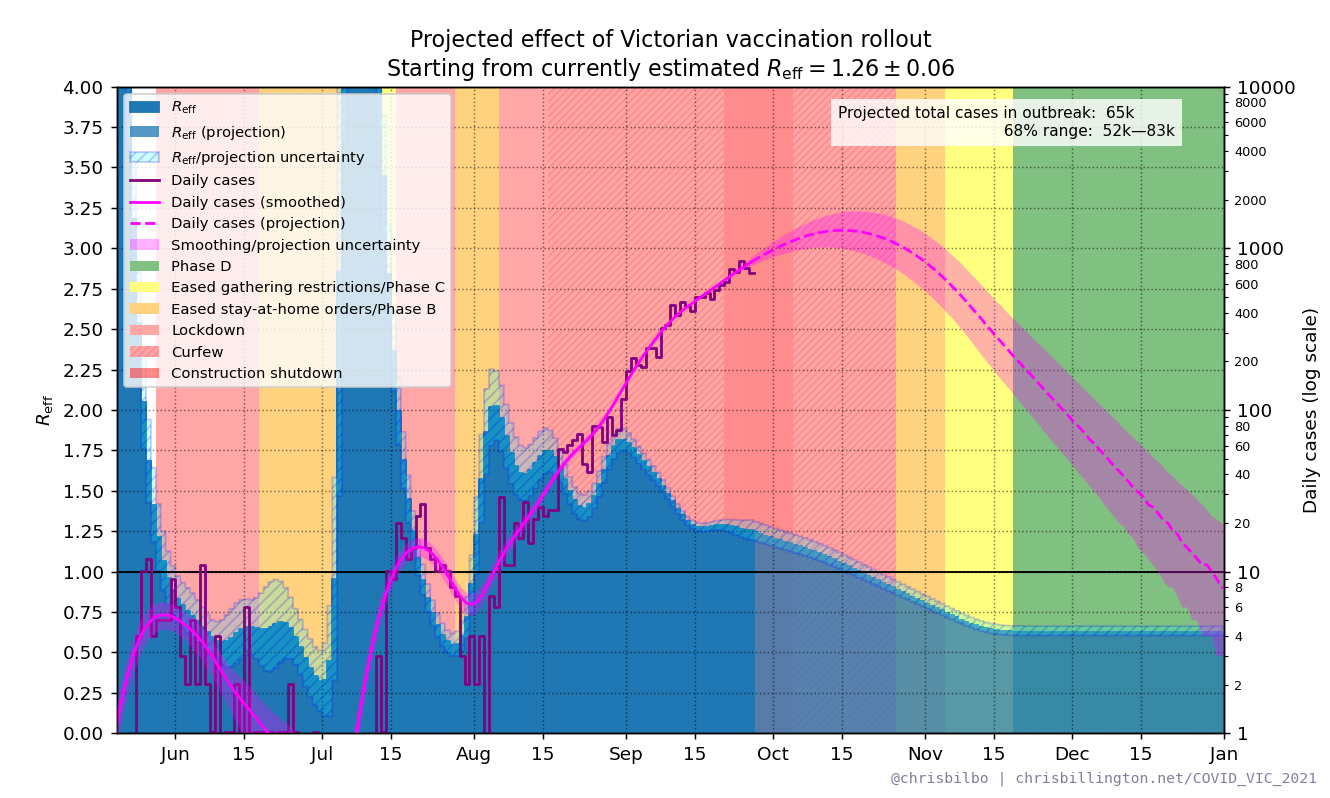 Projected effect of Victorian vaccination rollout
Starting from currently estimated Reff = 1.26 ± 0.06
Projected total cases in outbreak: 65k
68% range: 52k—83k
Reff
Reff (projection)
Reff/projection uncertainty
Daily cases
Daily cases (smoothed)
Daily cases (projection)
Smoothing/projection uncertainty
Phase D
Eased gathering restrictions/Phase C
Eased stay-at-home orders/Phase B
Lockdown
Curfew
Construction shutdown
Reff
4.00
3.75
3.50
3.25
3.00
2.75
2.50
2.25
2.00
1.75
1.50
1.25
1.00
0.75
0.50
0.25
0.00
10000
8000
6000
4000
2000
1000
800
600
400
200
100
80
60
40
20
10
8
6
4
2
1
Daily cases (log scale)
Jun 15 Jul 15 Aug 15 Sep 15 Oct 15 Nov 15 Dec 15 Jan
@chrisbilbo | chrisbillington.net/COVID_VIC_2021